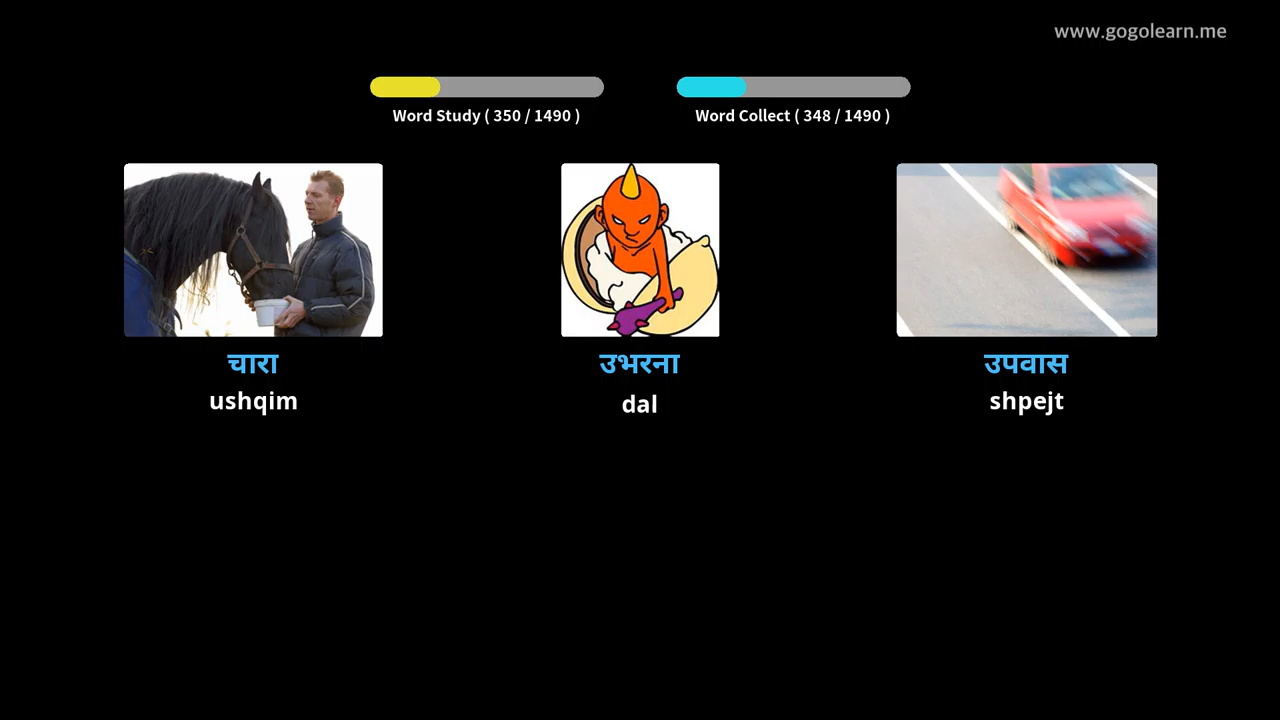 www.gogolearn.me
Word Study ( 350 / 1490 )
Word Collect ( 348 / 1490 )
चारा
ushqim
उभरना
dal
उपवास
shpejt